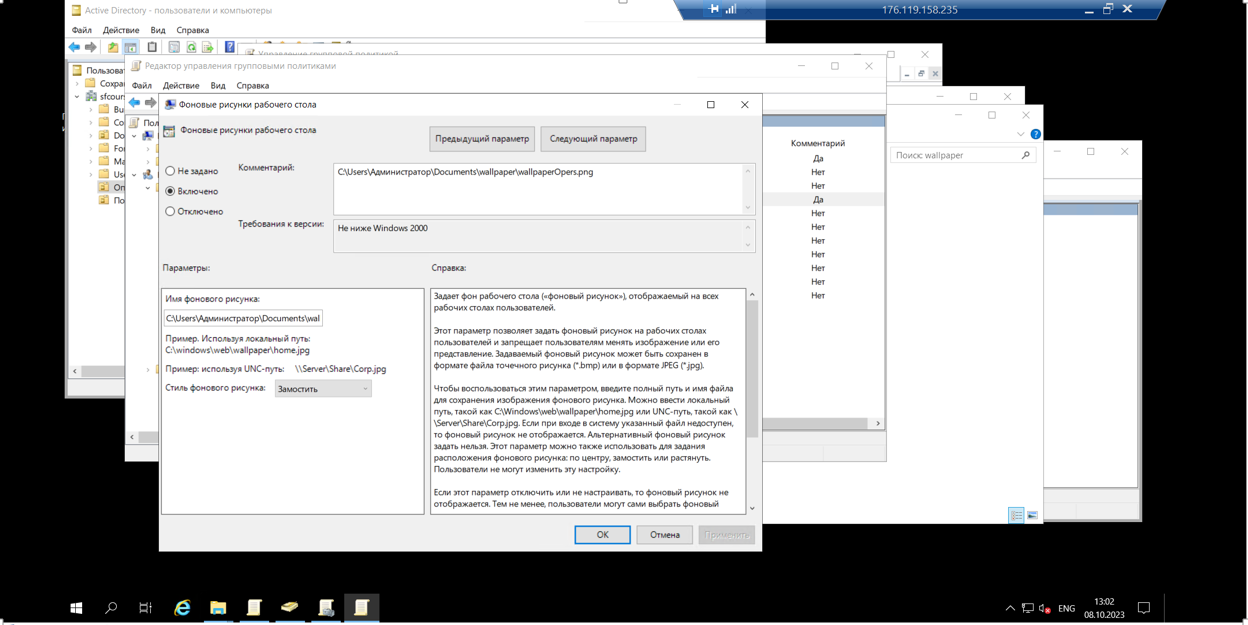 Active Directory - пользователи и компьютеры
176.119.158.235
Файл Действие Вид Справка
Редактор управления групповыми политиками
Файл Действие Вид Справка
Фоновые рисунки рабочего стола
Фоновые рисунки рабочего стола
Предыдущий параметр Следующий параметр
Не задано
Включено
Отключено
Комментарий:
C:\Users\Администратор\Documents\wallpaper\wallpaperOpers.png
Требования к версии:
Не ниже Windows 2000
Параметры:
Справка:
Имя фонового рисунка:
C:\Users\Администратор\Documents\wal
Пример. Используя локальный путь:
C:\windows\web\wallpaper\home.jpg
Пример: используя UNC-путь: \\Server\Share\Corp.jpg
Стиль фонового рисунка: Замостить
Задает фон рабочего стола («фоновый рисунок»), отображаемый на всех
рабочих столах пользователей.
Этот параметр позволяет задать фоновый рисунок на рабочих столах
пользователей и запрещает пользователям менять изображение или его
представление. Задаваемый фоновый рисунок может быть сохранен в
формате файла точечного рисунка (*.bmp) или в формате JPEG (*.jpg).
Чтобы воспользоваться этим параметром, введите полный путь и имя файла
для сохранения изображения фонового рисунка. Можно ввести локальный
путь, такой как C:\Windows\web\wallpaper\home.jpg или UNC-путь, такой как \
\Server\Share\Corp.jpg. Если при входе в систему указанный файл недоступен,
то фоновый рисунок не отображается. Альтернативный фоновый рисунок
задать нельзя. Этот параметр можно также использовать для задания
расположения фонового рисунка: по центру, замостить или растянуть.
Пользователи не могут изменить эту настройку.
Если этот параметр отключить или не настраивать, то фоновый рисунок не
отображается. Тем не менее, пользователи могут сами выбрать фоновый
OK Отмена Применить
Комментарий
Да
Нет
Нет
Да
Нет
Нет
Нет
Нет
Нет
Нет
Нет
Поиск: wallpaper
Пользоват
Сохра
sfcours
Bu
Co
Do
For
Ma
Use
Оп
По
Пол
ENG
13:02
08.10.2023